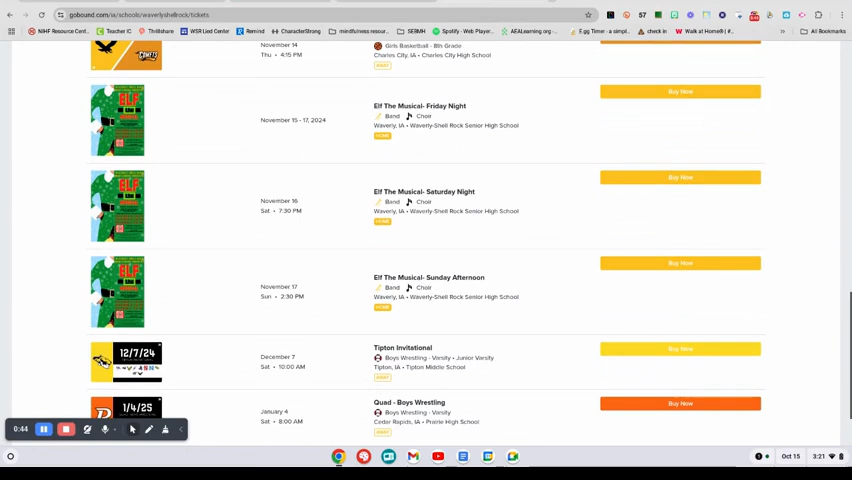 gobound.com/ia/schools/waverlyshellrock/tickets
NIHF Resource Cent...
Teacher IC
Thrillshare
WSR Lied Center
Remind
CharacterStrong
mindfulness resour...
SEBMH
Spotify - Web Player...
AEALearning.org -...
E.gg Timer - a simpl...
check in
Walk at Home® | #...
All Bookmarks
November 14
Thu • 4:15 PM
COMETS
Girls Basketball - 8th Grade
Charles City, IA • Charles City High School
AWAY
ELF
November 15 - 17, 2024
Elf The Musical- Friday Night
Band Choir
Waverly, IA • Waverly-Shell Rock Senior High School
HOME
Buy Now
ELF
November 16
Sat • 7:30 PM
Elf The Musical- Saturday Night
Band Choir
Waverly, IA • Waverly-Shell Rock Senior High School
HOME
Buy Now
ELF
November 17
Sun • 2:30 PM
Elf The Musical- Sunday Afternoon
Band Choir
Waverly, IA • Waverly-Shell Rock Senior High School
HOME
Buy Now
12/7/24
December 7
Sat • 10:00 AM
Tipton Invitational
Boys Wrestling - Varsity • Junior Varsity
Tipton, IA • Tipton Middle School
AWAY
Buy Now
1/4/25
January 4
Sat • 8:00 AM
Quad - Boys Wrestling
Boys Wrestling - Varsity
Cedar Rapids, IA • Prairie High School
AWAY
Buy Now
0:44
Oct 15
3:21